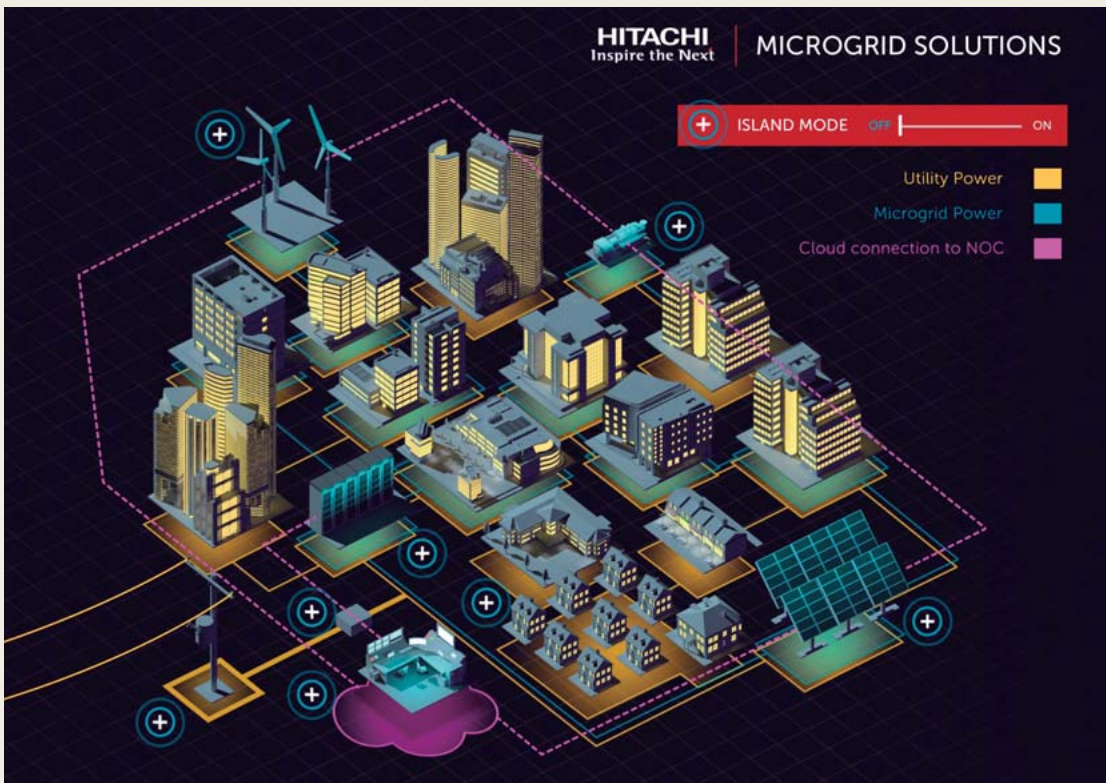 HITACHI
Inspire the Next
MICROGRID SOLUTIONS
ISLAND MODE OFF ON
Utility Power
Microgrid Power
Cloud connection to NOC